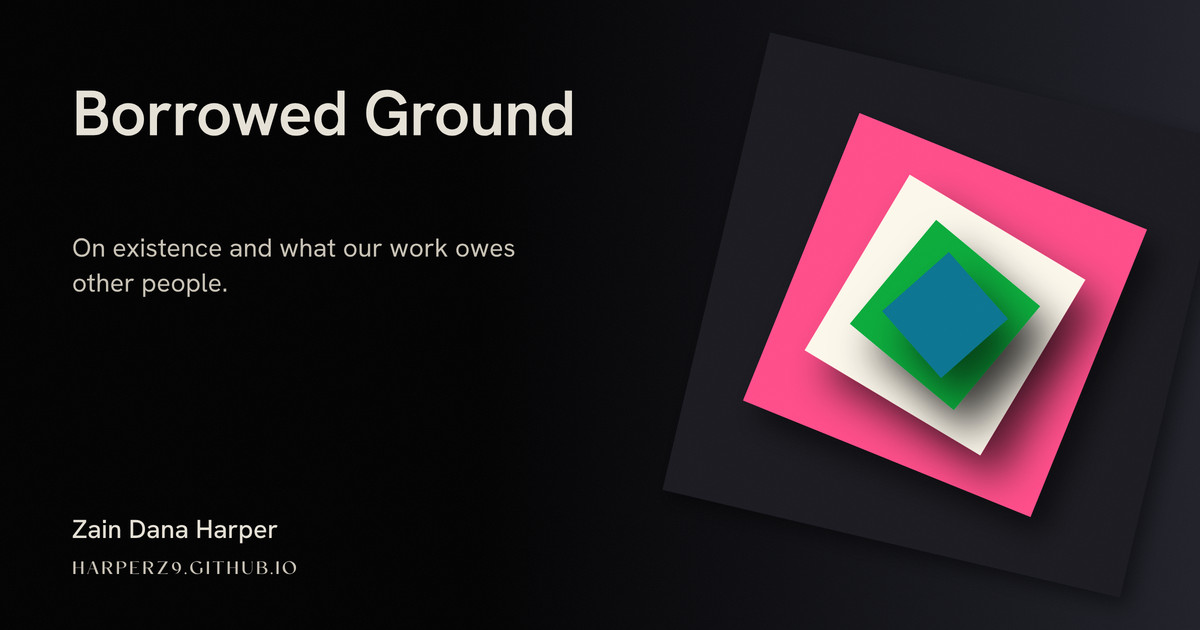 Borrowed Ground
On existence and what our work owes
other people.
Zain Dana Harper
HARPERZ9.GITHUB.IO